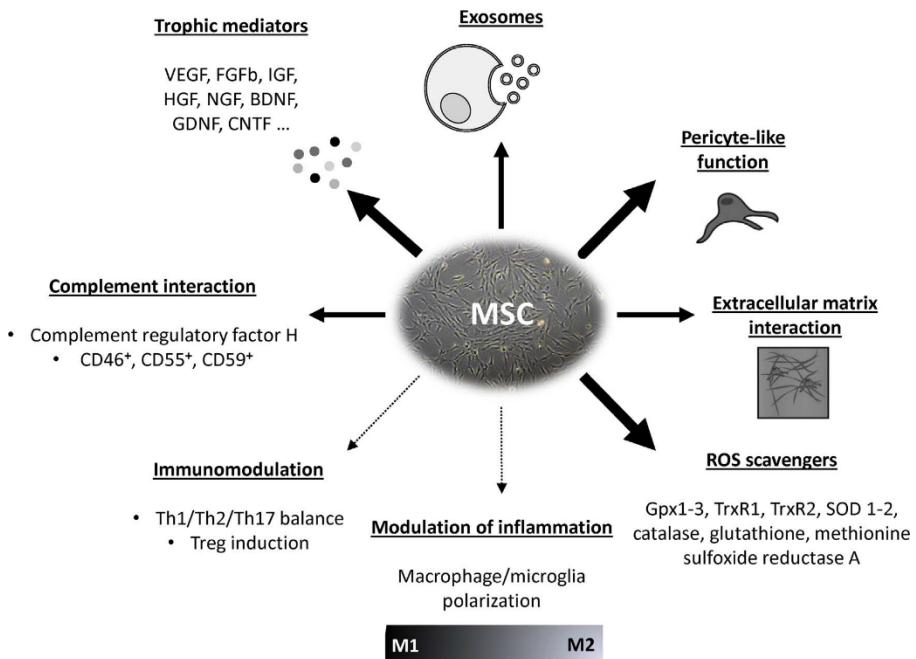 Trophic mediators
VEGF, FGFb, IGF,
HGF, NGF, BDNF,
GDNF, CNTF ...
Exosomes
Pericyte-like
function
Complement interaction
• Complement regulatory factor H
• CD46⁺, CD55⁺, CD59⁺
MSC
Extracellular matrix
interaction
Immunomodulation
• Th1/Th2/Th17 balance
• Treg induction
Modulation of inflammation
Macrophage/microglia
polarization
M1 M2
ROS scavengers
Gpx1-3, TrxR1, TrxR2, SOD 1-2,
catalase, glutathione, methionine
sulfoxide reductase A